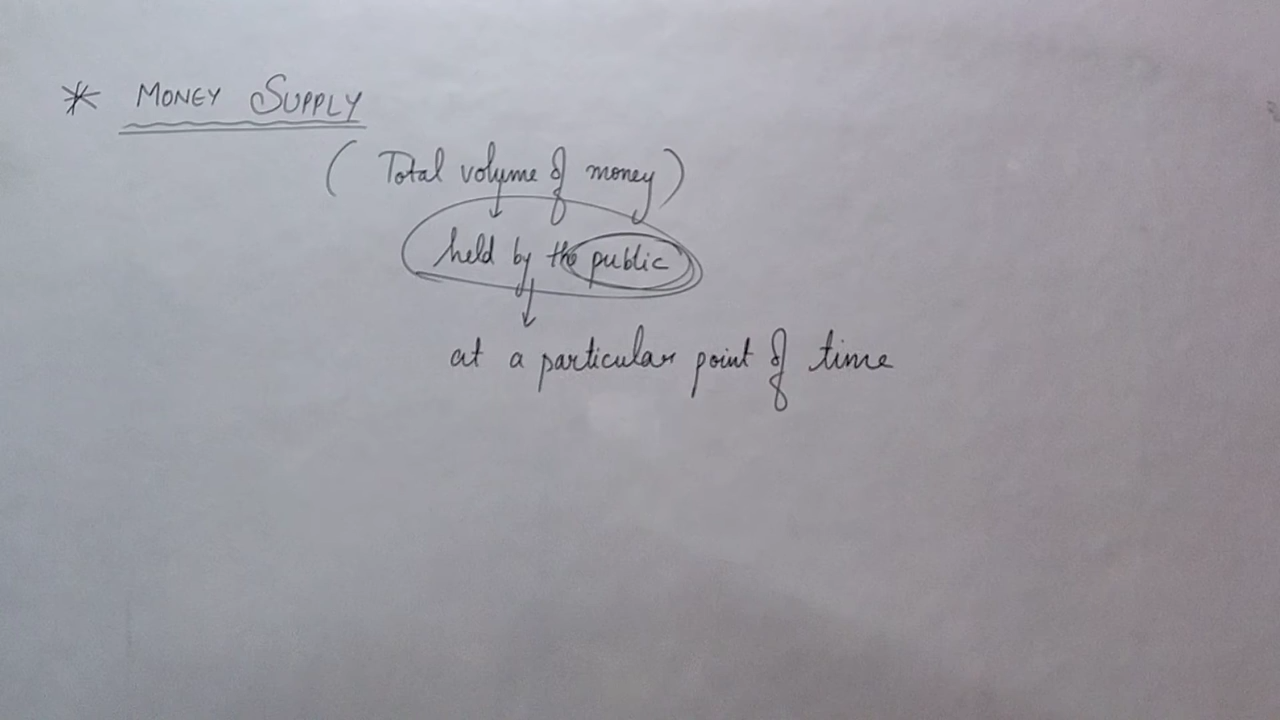 * MONEY SUPPLY
( Total volume of money )
held by the public
at a particular point of time